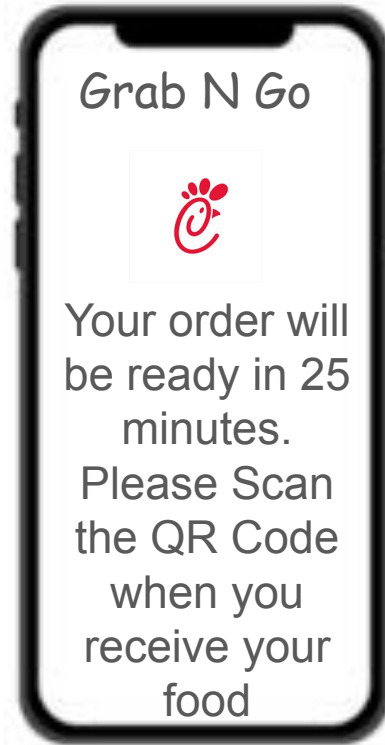 Grab N Go
Your order will
be ready in 25
minutes.
Please Scan
the QR Code
when you
receive your
food